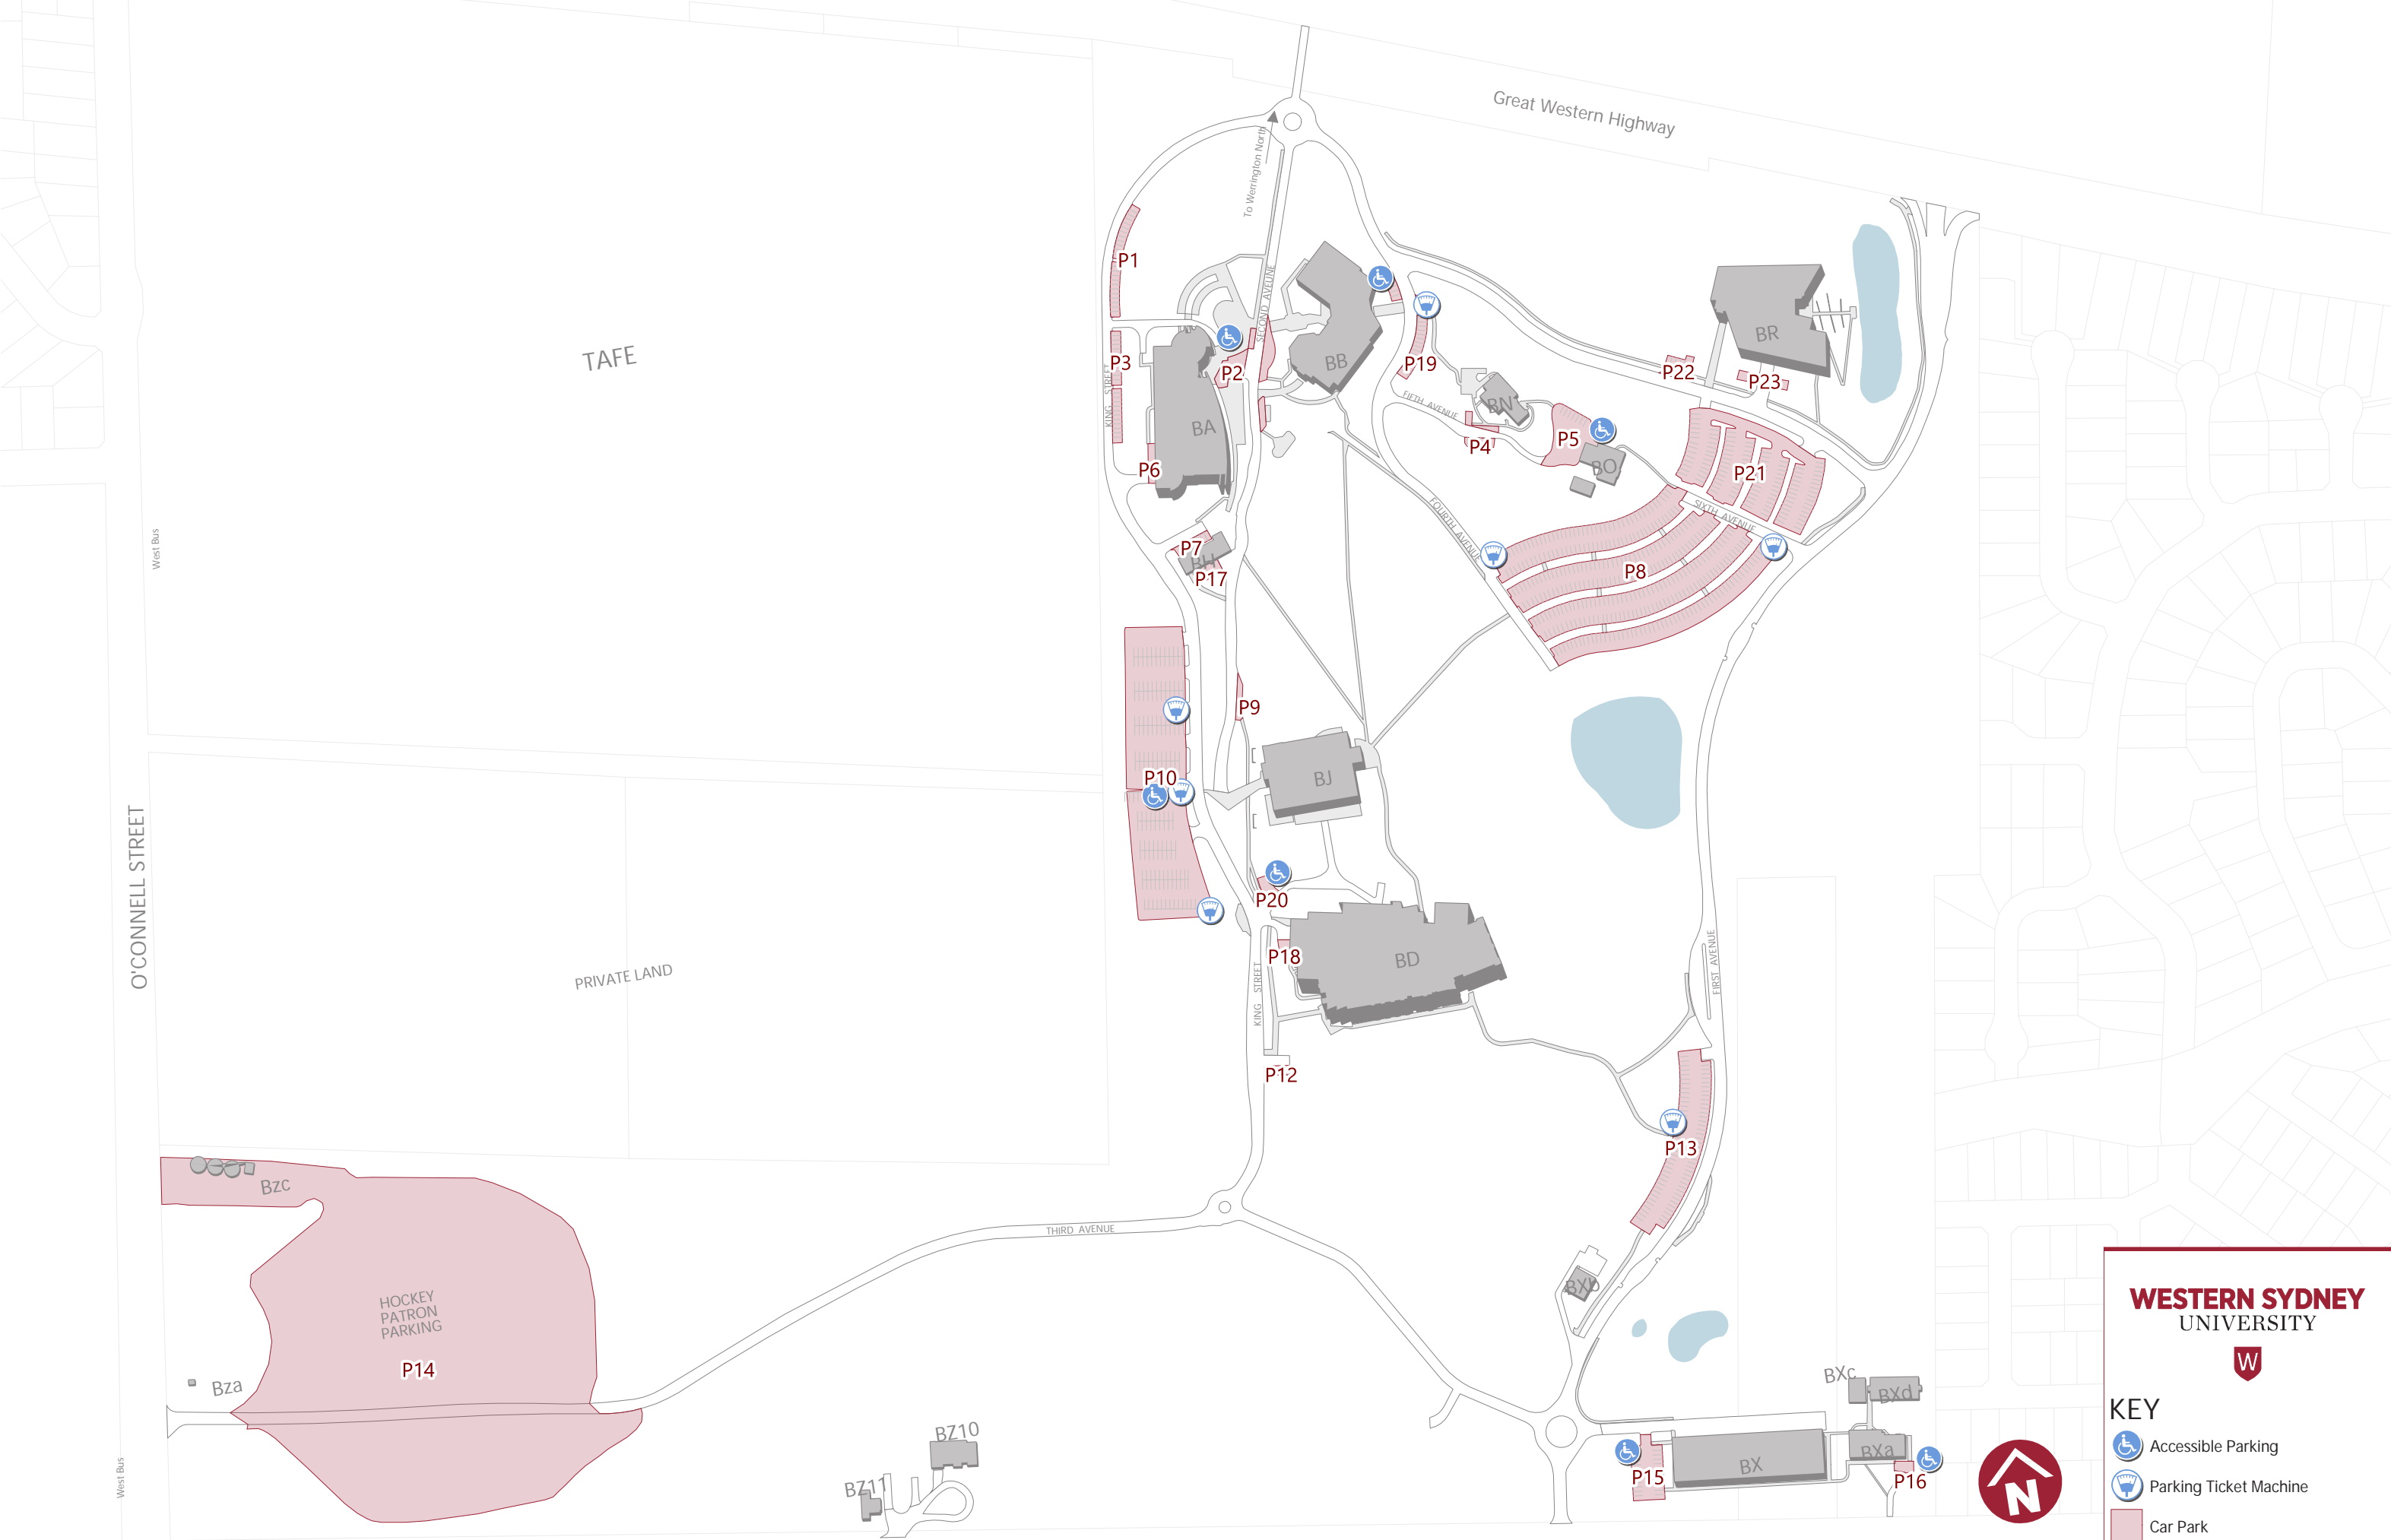 Great Western Highway
To Werrington North
P1
SECOND AVEUNE
TAFE
P3
P2
BB
P19
BR
P22
P23
KING STREET
BA
FIFTH AVENUE
BN
P4
P5
BO
P6
P21
SIXTH AVENUE
FOURTH AVENUE
West Bus
P7
BH
P17
P8
P9
P10
BJ
O'CONNELL STREET
P20
P18
BD
PRIVATE LAND
KING STREET
FIRST AVENUE
P12
P13
Bzc
THIRD AVENUE
HOCKEY
PATRON
PARKING
P14
Bza
BXb
BXc
BXd
BZ10
BZ11
West Bus
P15
BX
BXa
P16
N
WESTERN SYDNEY
UNIVERSITY
W
KEY
Accessible Parking
Parking Ticket Machine
Car Park